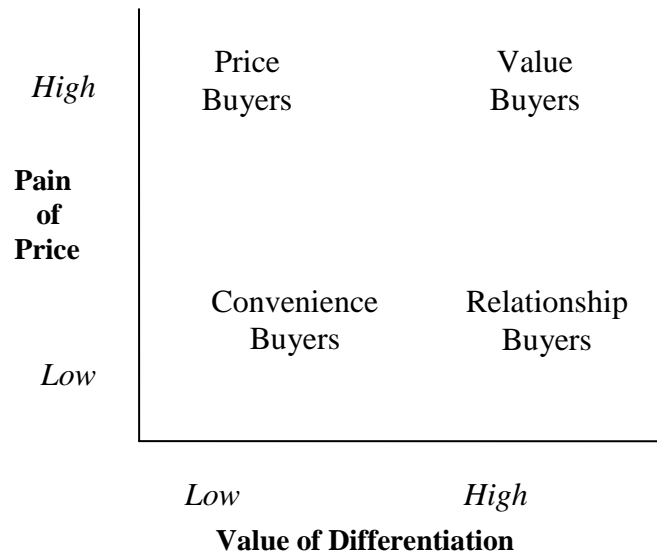 Price
Buyers
Value
Buyers
High
Pain
of
Price
Convenience
Buyers
Relationship
Buyers
Low
Low
High
Value of Differentiation